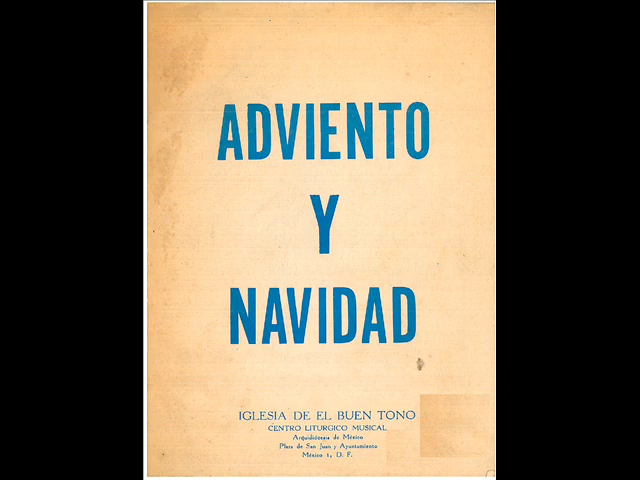 ADVIENTO
Y
NAVIDAD
IGLESIA DE EL BUEN TONO
CENTRO LITURGICO MUSICAL
Arquidiócesis de México
Plaza de San Juan y Ayuntamiento
México 1, D. F.